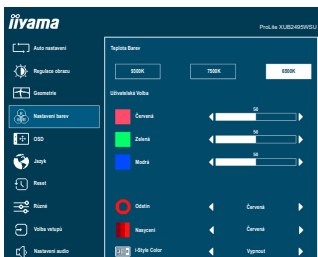 iiyama
ProLite XUB2495WSU
Auto nastavení
Regulace obrazu
Geometrie
Nastavení barev
OSD
Jazyk
Reset
Různé
Volba vstupů
Nastavení audio
Teplota Barev
9300K 7500K 6500K
Uživatelská Volba
Červená 50
Zelená 50
Modrá 50
Odstín Červená
Nasycení Červená
i-Style Color Vypnout